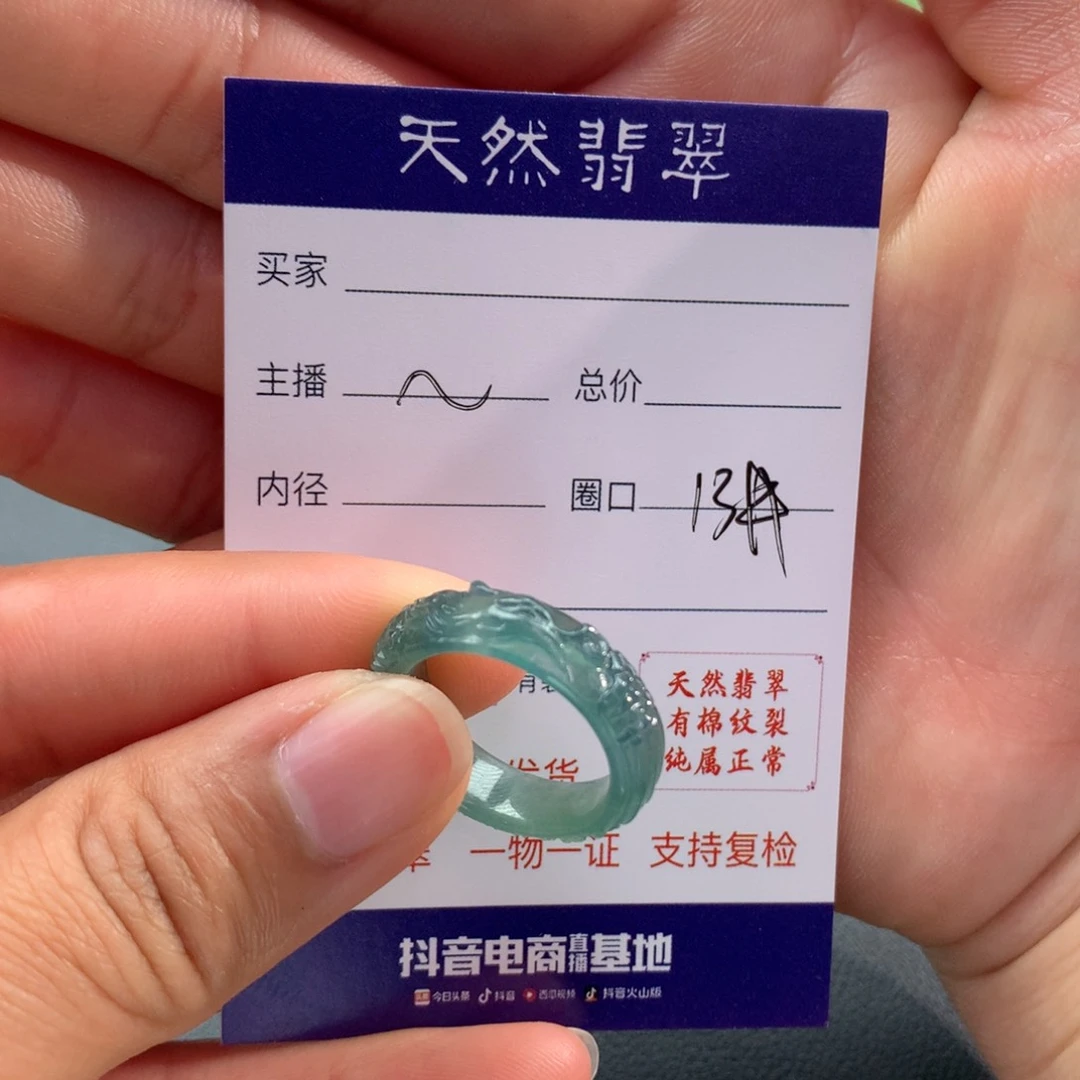 天然翡翠
买家
主播 总价
内径 圈口 13
天然翡翠
有棉纹裂
纯属正常
发货
一物一证 支持复检
抖音电商直播基地
今日头条 抖音 西瓜视频 抖音火山版